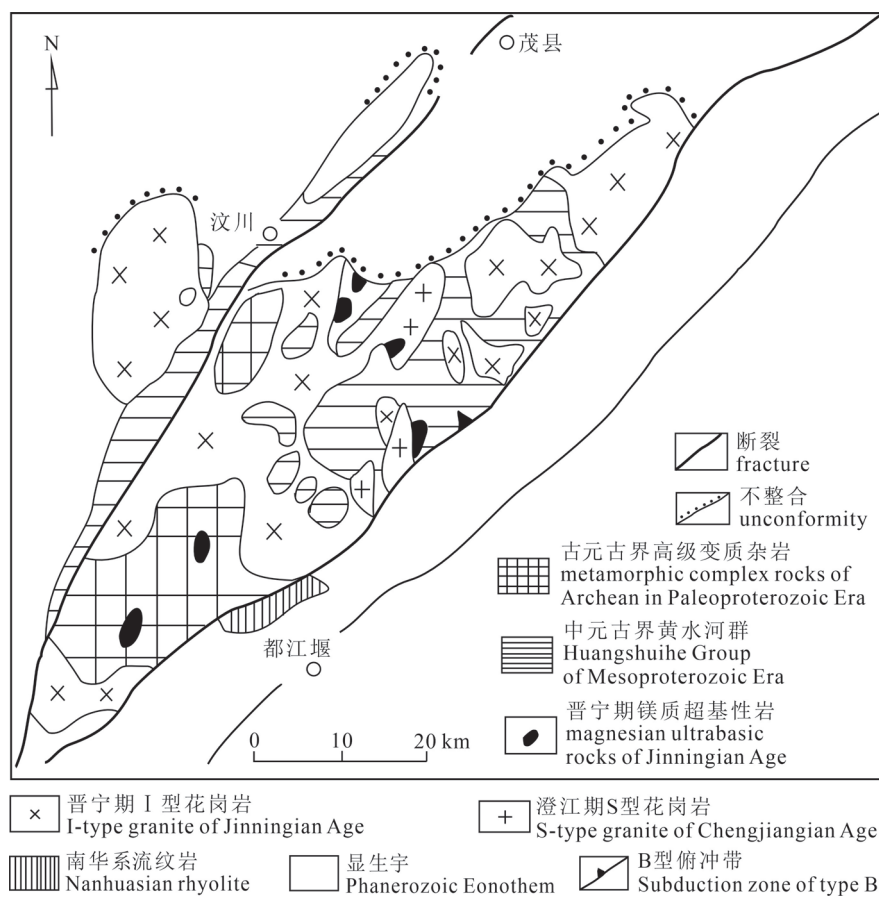 N
茂县
汶川
断裂
fracture
不整合
unconformity
古元古界高级变质杂岩
metamorphic complex rocks of
Archean in Paleoproterozoic Era
中元古界黄水河群
Huangshuihe Group
of Mesoproterozoic Era
都江堰
晋宁期镁质超基性岩
magnesian ultrabasic
rocks of Jinningian Age
0 10 20 km
晋宁期Ⅰ型花岗岩
I-type granite of Jinningian Age
澄江期S型花岗岩
S-type granite of Chengjiangian Age
南华系流纹岩
Nanhuasian rhyolite
显生宇
Phanerozoic Eonothem
B型俯冲带
Subduction zone of type B